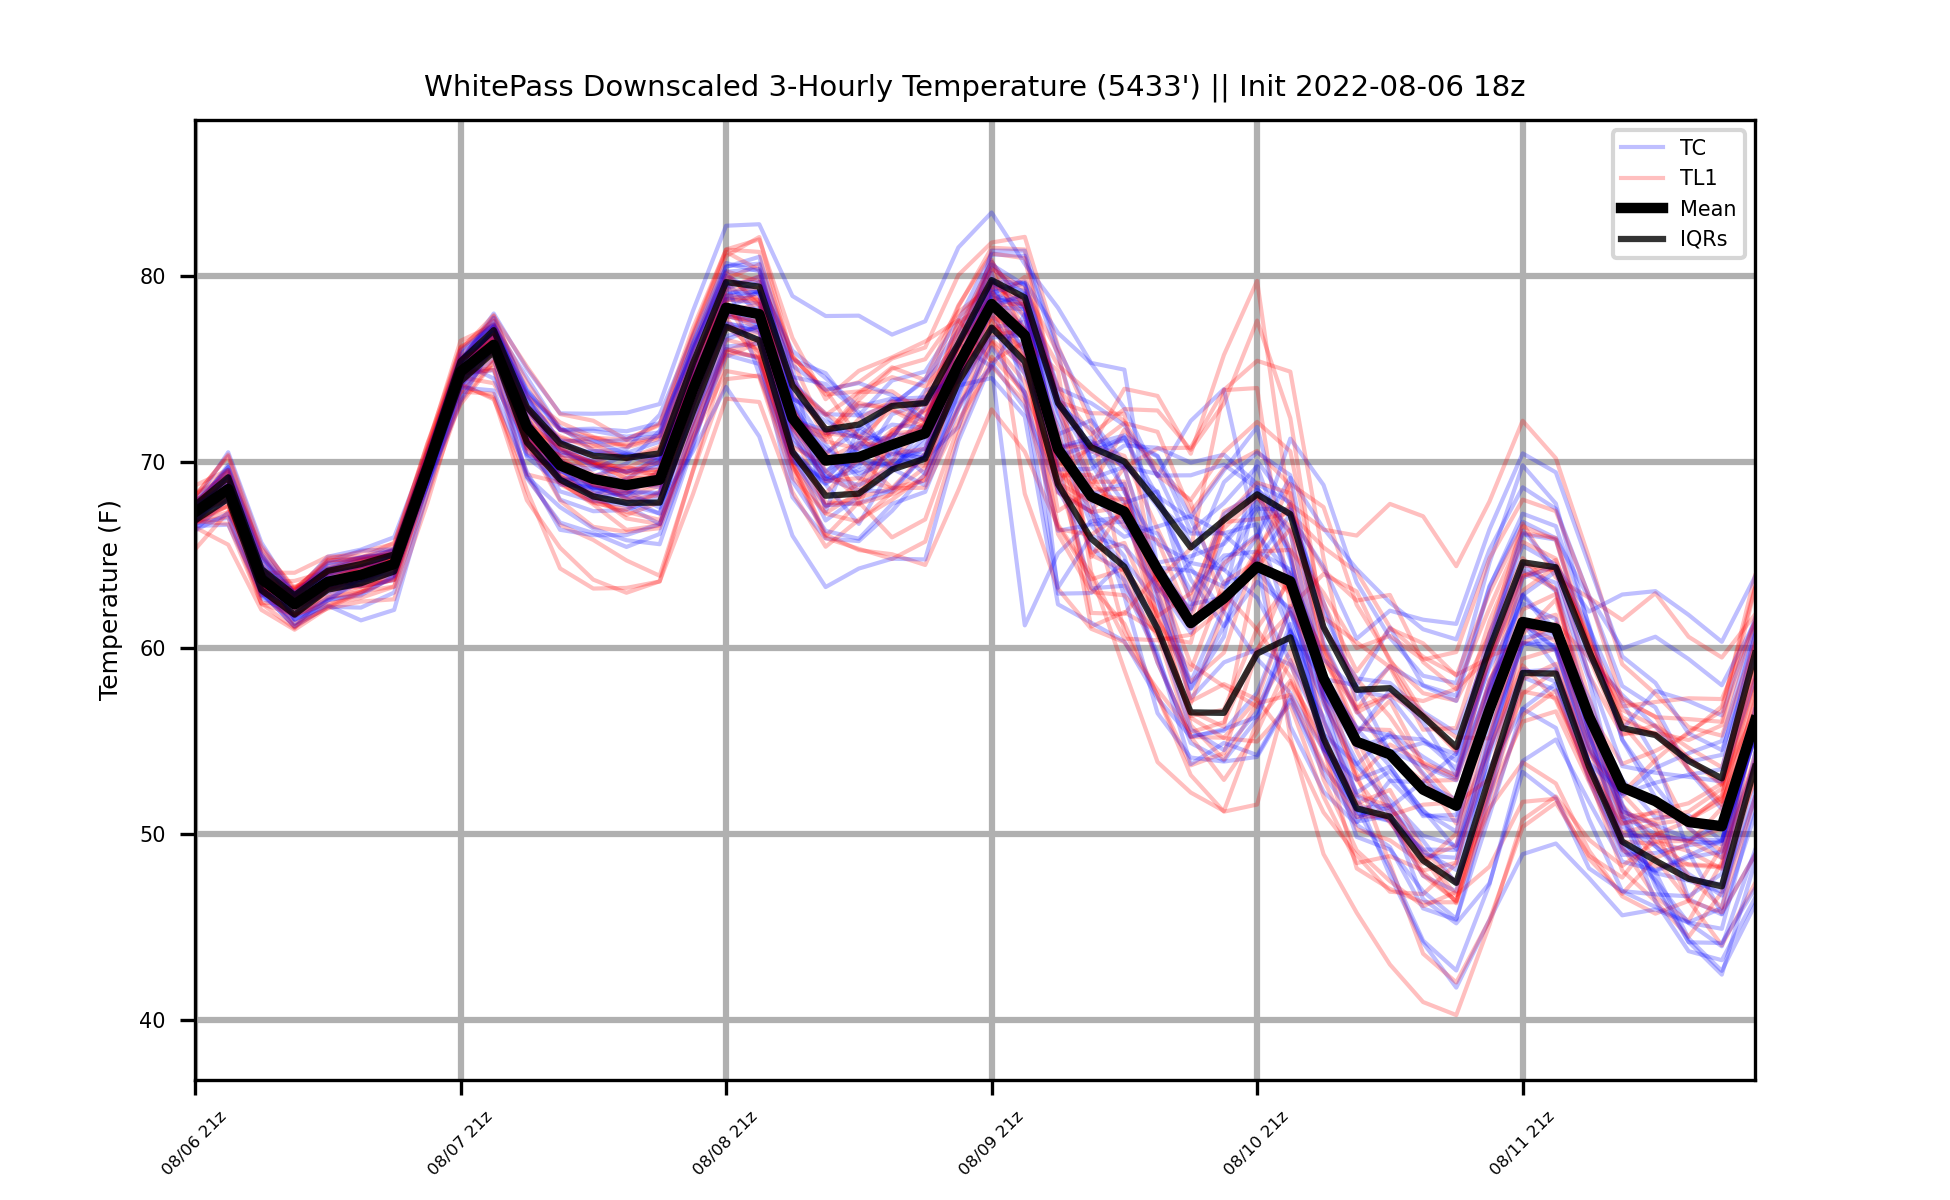 WhitePass Downscaled 3-Hourly Temperature (5433') || Init 2022-08-06 18z
TC
TL1
Mean
IQRs
Temperature (F)
80
70
60
50
40
08/06 21z
08/07 21z
08/08 21z
08/09 21z
08/10 21z
08/11 21z